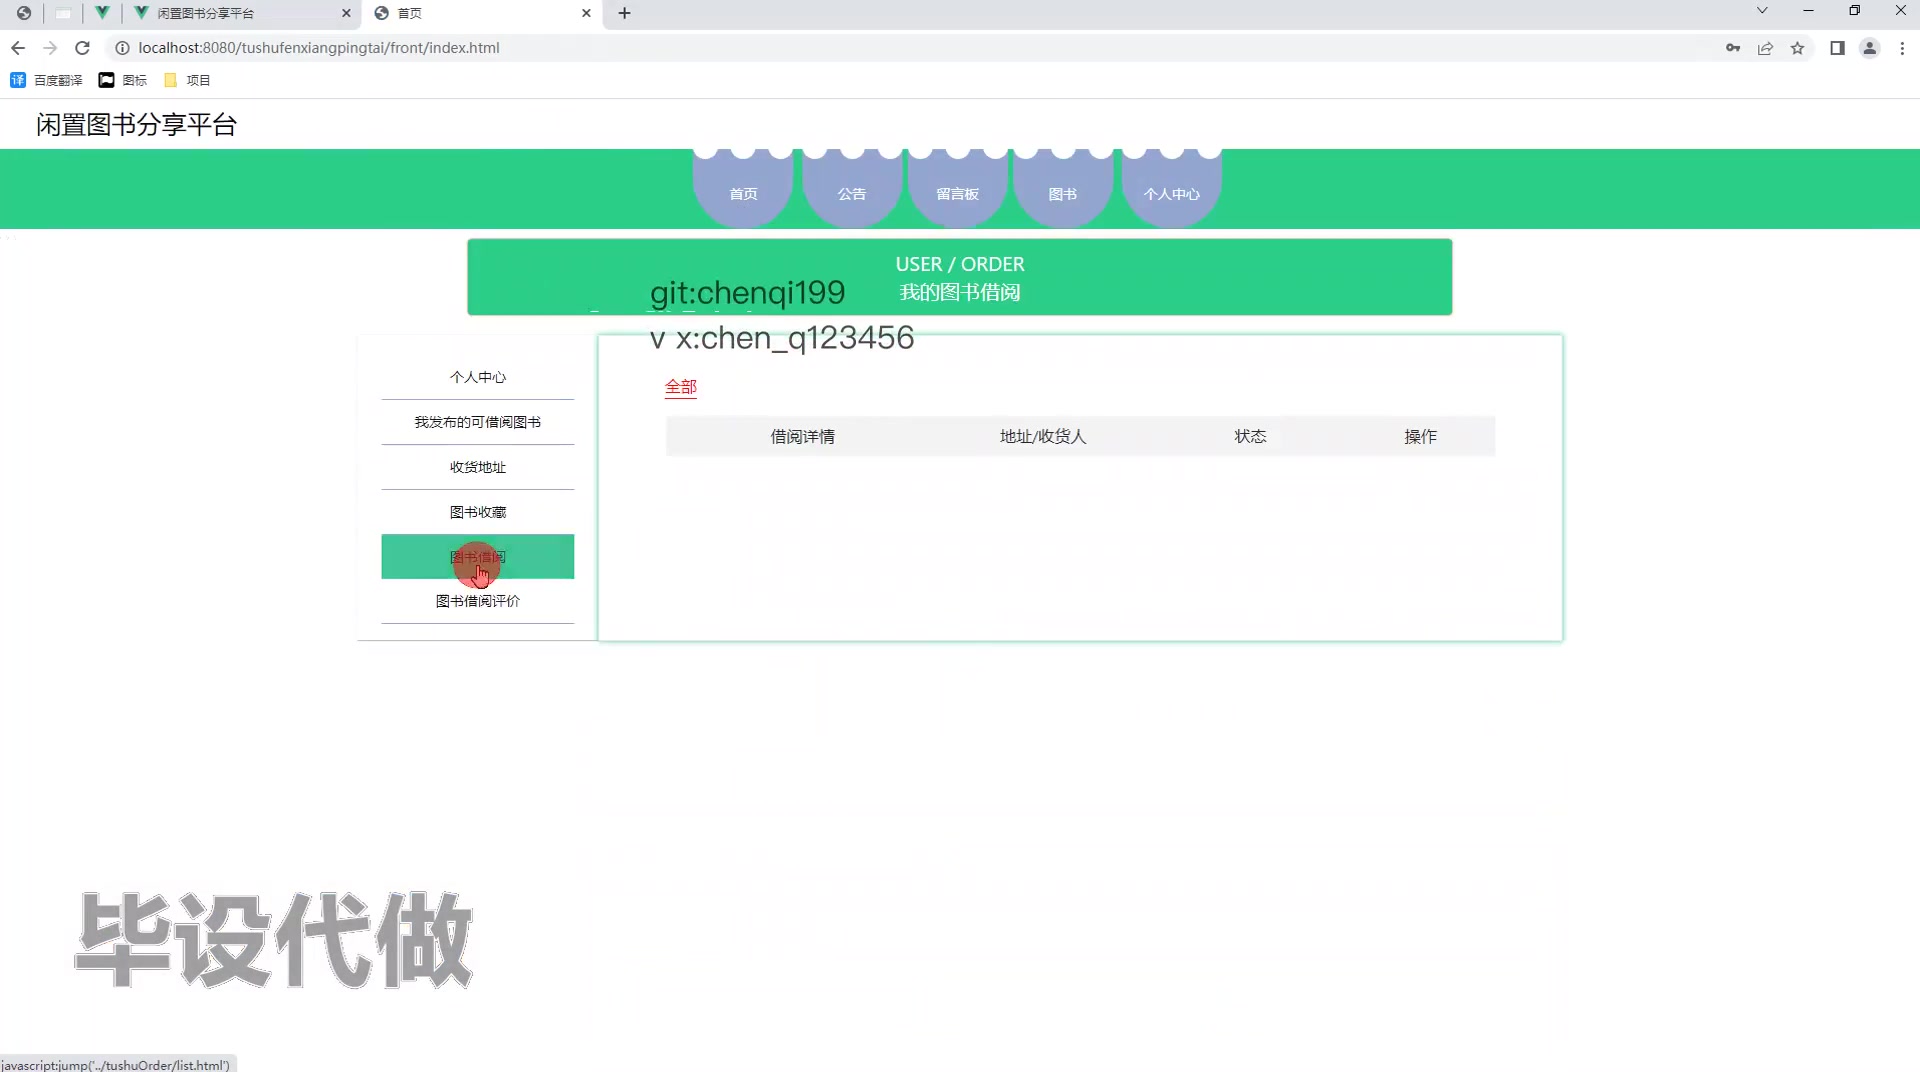 闲置图书分享平台
首页
localhost:8080/tushufenxiangpingtai/front/index.html
百度翻译
图标
项目
闲置图书分享平台
首页
公告
留言板
图书
个人中心
USER / ORDER
我的图书借阅
git:chenqi199
v x:chen_q123456
个人中心
我发布的可借阅图书
收货地址
图书收藏
图书借阅
图书借阅评价
全部
借阅详情
地址/收货人
状态
操作
毕设代做
javascript:jump('../tushuOrder/list.html')